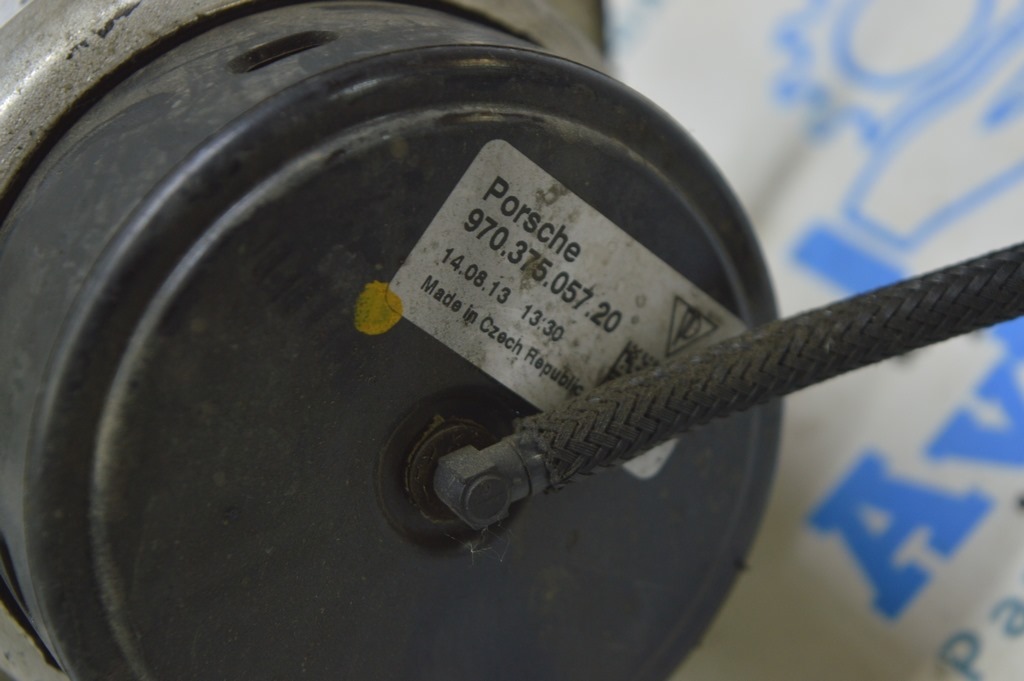 Porsche
970.375.057.20
14.08.13 13:30
Made in Czech Republic